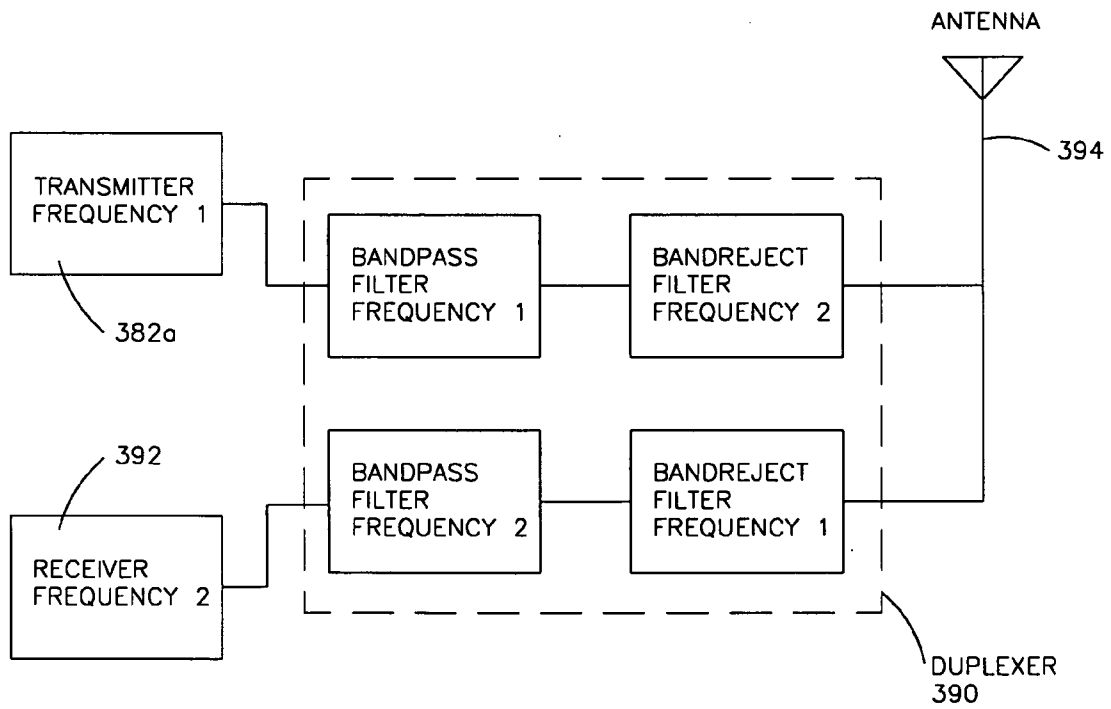 ANTENNA
394
TRANSMITTER
FREQUENCY 1
382a
BANDPASS
FILTER
FREQUENCY 1
BANDREJECT
FILTER
FREQUENCY 2
392
RECEIVER
FREQUENCY 2
BANDPASS
FILTER
FREQUENCY 2
BANDREJECT
FILTER
FREQUENCY 1
DUPLEXER
390